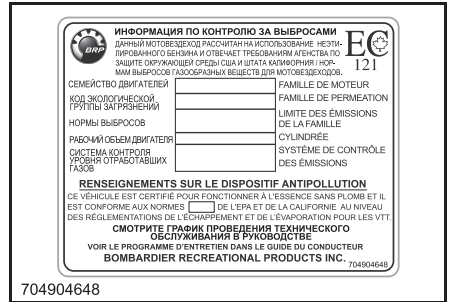 BRP
ИНФОРМАЦИЯ ПО КОНТРОЛЮ ЗА ВЫБРОСАМИ
ДАННЫЙ МОТОВЕЗДЕХОД РАССЧИТАН НА ИСПОЛЬЗОВАНИЕ НЕЭТИ-
ЛИРОВАННОГО БЕНЗИНА И ОТВЕЧАЕТ ТРЕБОВАНИЯМ АГЕНСТВА ПО
ЗАЩИТЕ ОКРУЖАЮЩЕЙ СРЕДЫ США И ШТАТА КАЛИФОРНИЯ / НОР-
МАМ ВЫБРОСОВ ГАЗООБРАЗНЫХ ВЕЩЕСТВ ДЛЯ МОТОВЕЗДЕХОДОВ.
EC
121
СЕМЕЙСТВО ДВИГАТЕЛЕЙ
FAMILLE DE MOTEUR
КОД ЭКОЛОГИЧЕСКОЙ
ГРУППЫ ЗАГРЯЗНЕНИЙ
FAMILLE DE PERMEATION
НОРМЫ ВЫБРОСОВ
LIMITE DES ÉMISSIONS
DE LA FAMILLE
РАБОЧИЙ ОБЪЕМ ДВИГАТЕЛЯ
CYLINDRÉE
СИСТЕМА КОНТРОЛЯ
УРОВНЯ ОТРАБОТАВШИХ
ГАЗОВ
SYSTÈME DE CONTRÔLE
DES ÉMISSIONS
RENSEIGNEMENTS SUR LE DISPOSITIF ANTIPOLLUTION
CE VÉHICULE EST CERTIFIÉ POUR FONCTIONNER À L'ESSENCE SANS PLOMB ET IL
EST CONFORME AUX NORMES DE L'EPA ET DE LA CALIFORNIE AU NIVEAU
DES RÉGLEMENTATIONS DE L'ÉCHAPPEMENT ET DE L'ÉVAPORATION POUR LES VTT.
СМОТРИТЕ ГРАФИК ПРОВЕДЕНИЯ ТЕХНИЧЕСКОГО
ОБСЛУЖИВАНИЯ В РУКОВОДСТВЕ
VOIR LE PROGRAMME D'ENTRETIEN DANS LE GUIDE DU CONDUCTEUR
BOMBARDIER RECREATIONAL PRODUCTS INC.
704904648
704904648